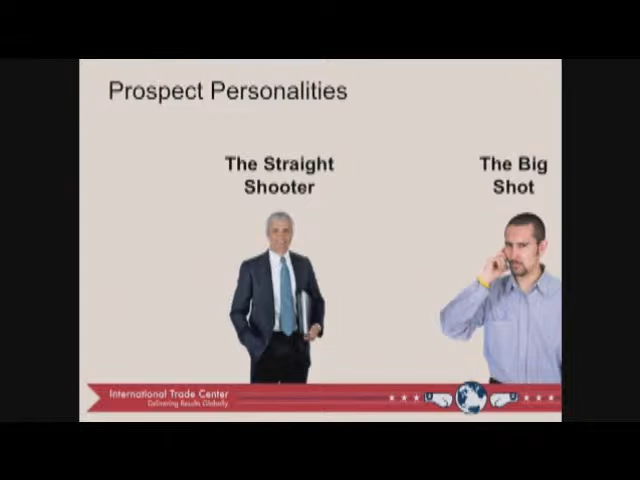 Prospect Personalities
The Straight
Shooter
The Big
Shot
International Trade Center
Delivering Results Globally